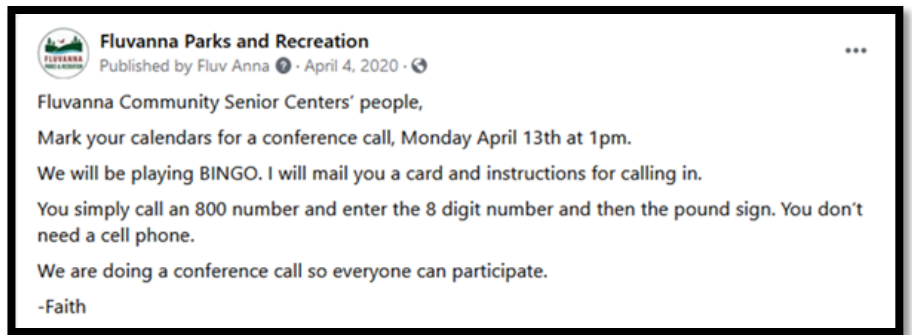 Fluvanna Parks and Recreation
Published by Fluv Anna · April 4, 2020 ·
Fluvanna Community Senior Centers' people,
Mark your calendars for a conference call, Monday April 13th at 1pm.
We will be playing BINGO. I will mail you a card and instructions for calling in.
You simply call an 800 number and enter the 8 digit number and then the pound sign. You don't
need a cell phone.
We are doing a conference call so everyone can participate.
-Faith
FLUVANNA
PARKS & RECREATION